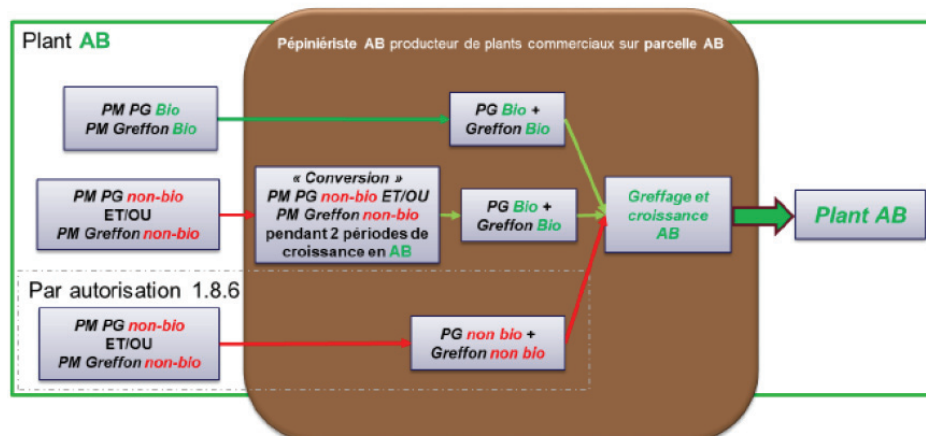 Plant AB
Pépiniériste AB producteur de plants commerciaux sur parcelle AB
PM PG Bio
PM Greffon Bio
PG Bio +
Greffon Bio
PM PG non-bio
ET/OU
PM Greffon non-bio
« Conversion »
PM PG non-bio ET/OU
PM Greffon non-bio
pendant 2 périodes de
croissance en AB
PG Bio +
Greffon Bio
Greffage et
croissance
AB
Plant AB
Par autorisation 1.8.6
PM PG non-bio
ET/OU
PM Greffon non-bio
PG non bio +
Greffon non bio